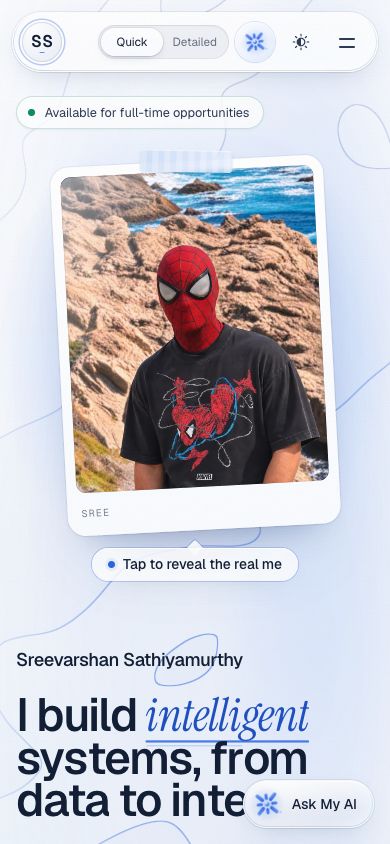 SS
Quick
Detailed
Available for full-time opportunities
MARVEL
SREE
Tap to reveal the real me
Sreevarshan Sathiyamurthy
I build intelligent
systems, from
data to inte
Ask My AI